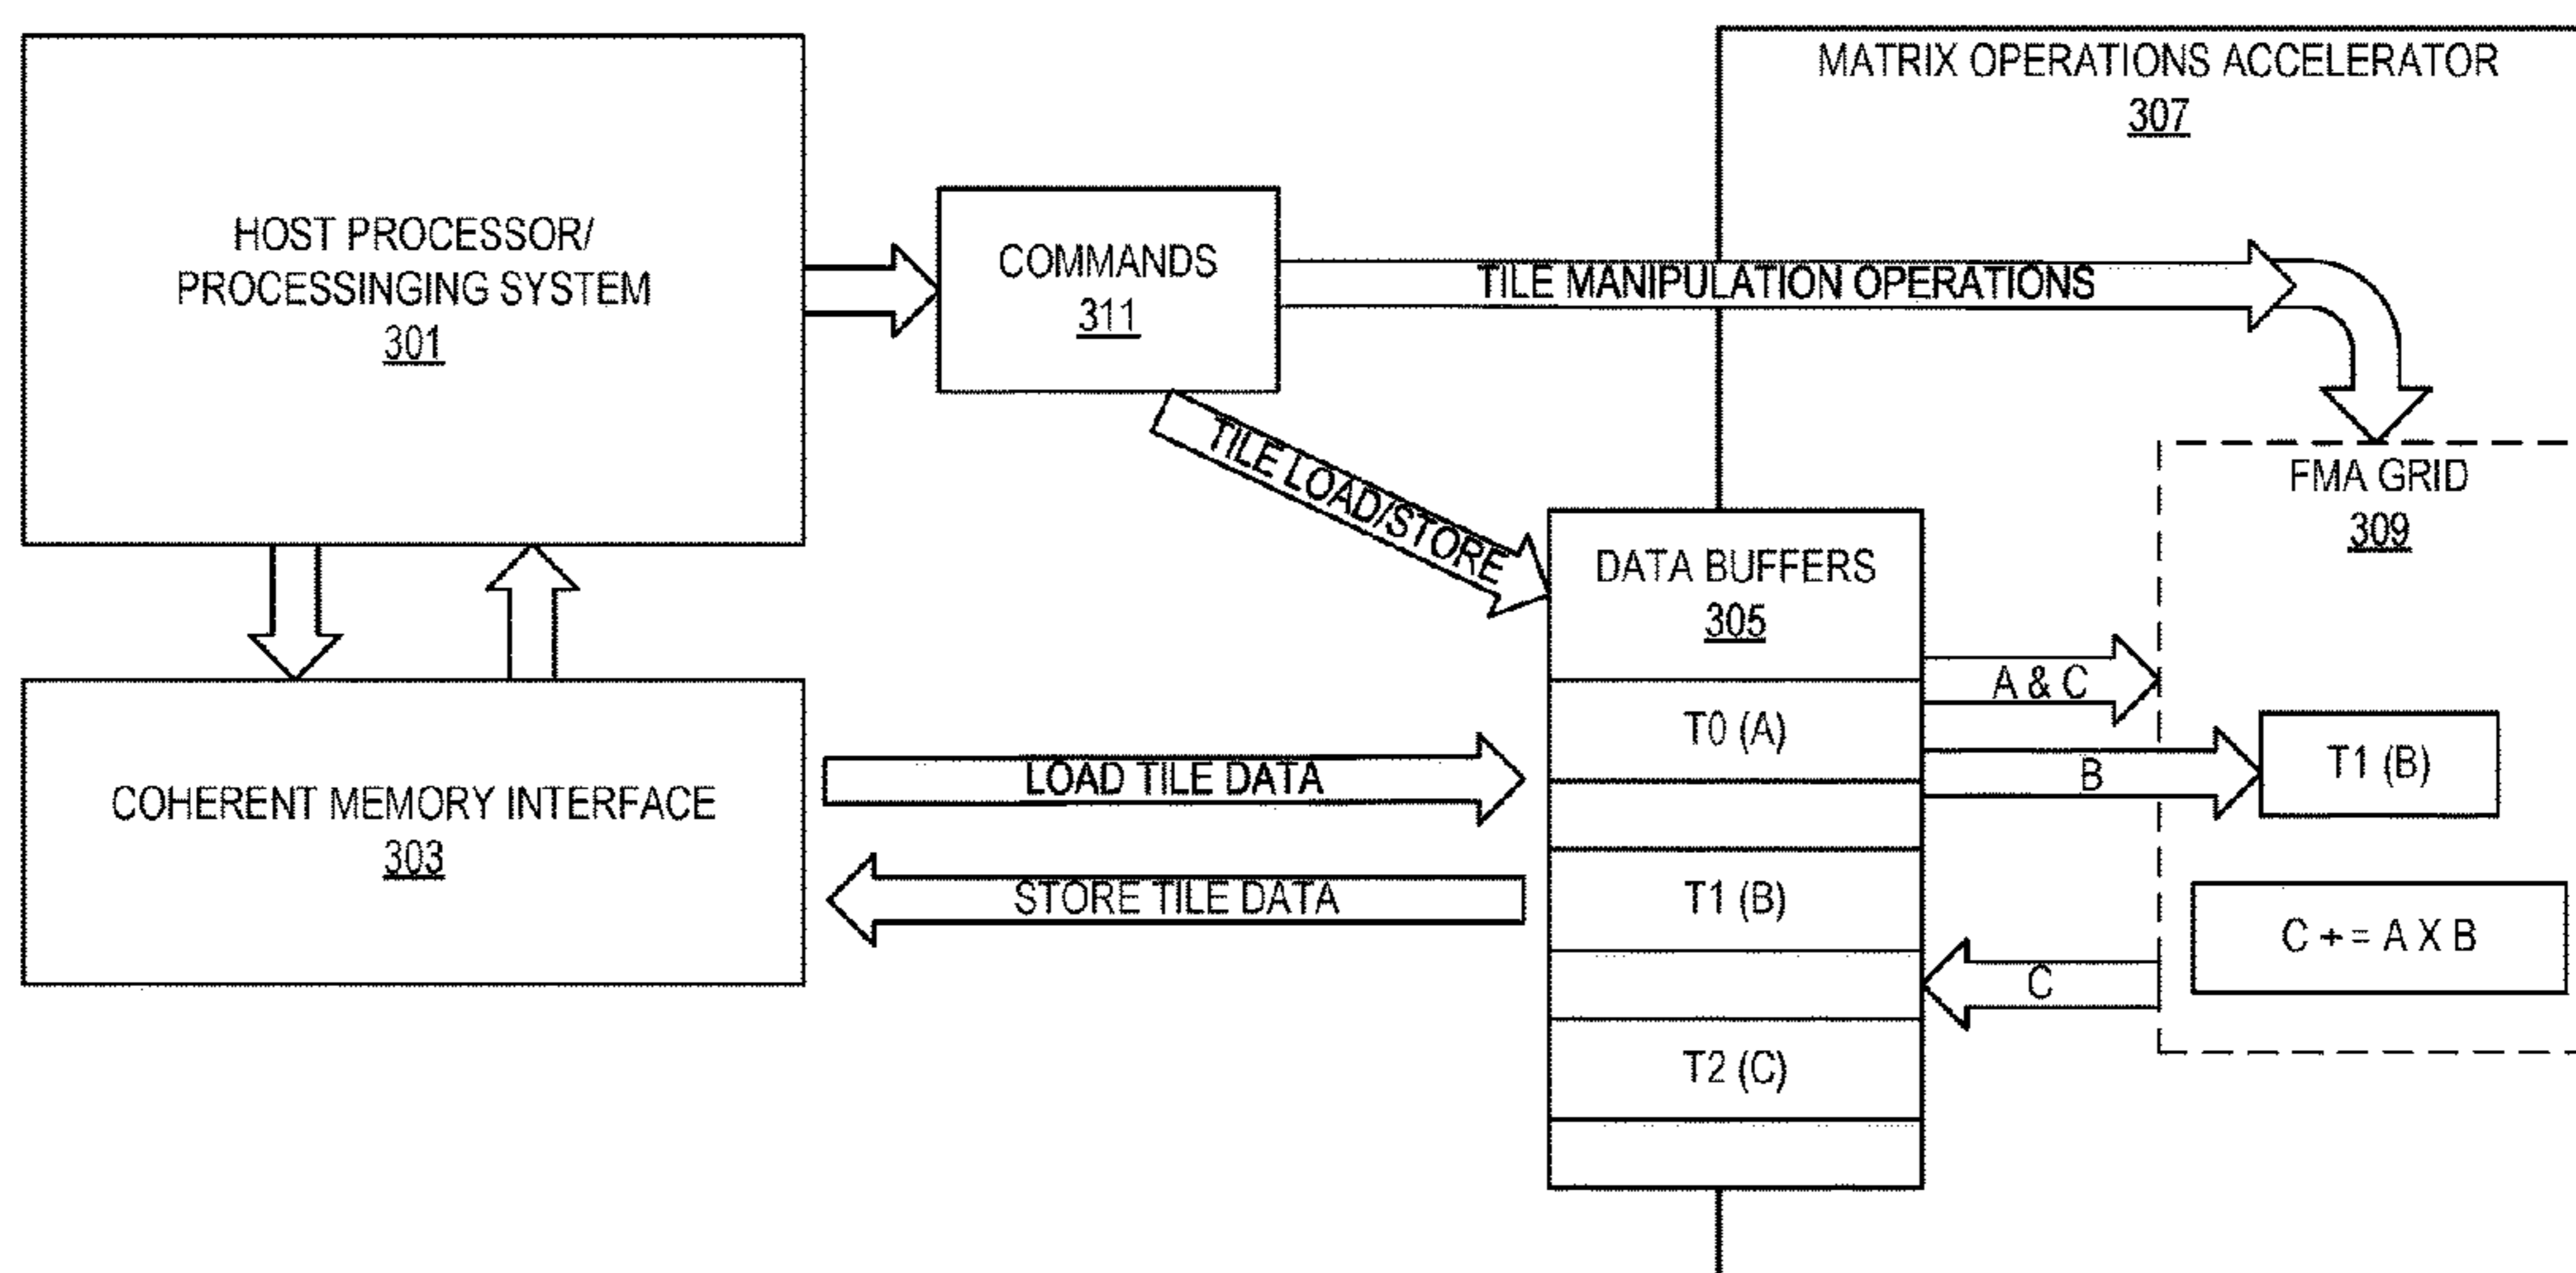 MATRIX OPERATIONS ACCELERATOR
307
HOST PROCESSOR/
PROCESSINGING SYSTEM
301
COMMANDS
311
TILE MANIPULATION OPERATIONS
TILE LOAD/STORE
FMA GRID
309
DATA BUFFERS
305
A & C
T0 (A)
B
T1 (B)
COHERENT MEMORY INTERFACE
303
LOAD TILE DATA
STORE TILE DATA
T1 (B)
C + = A X B
C
T2 (C)